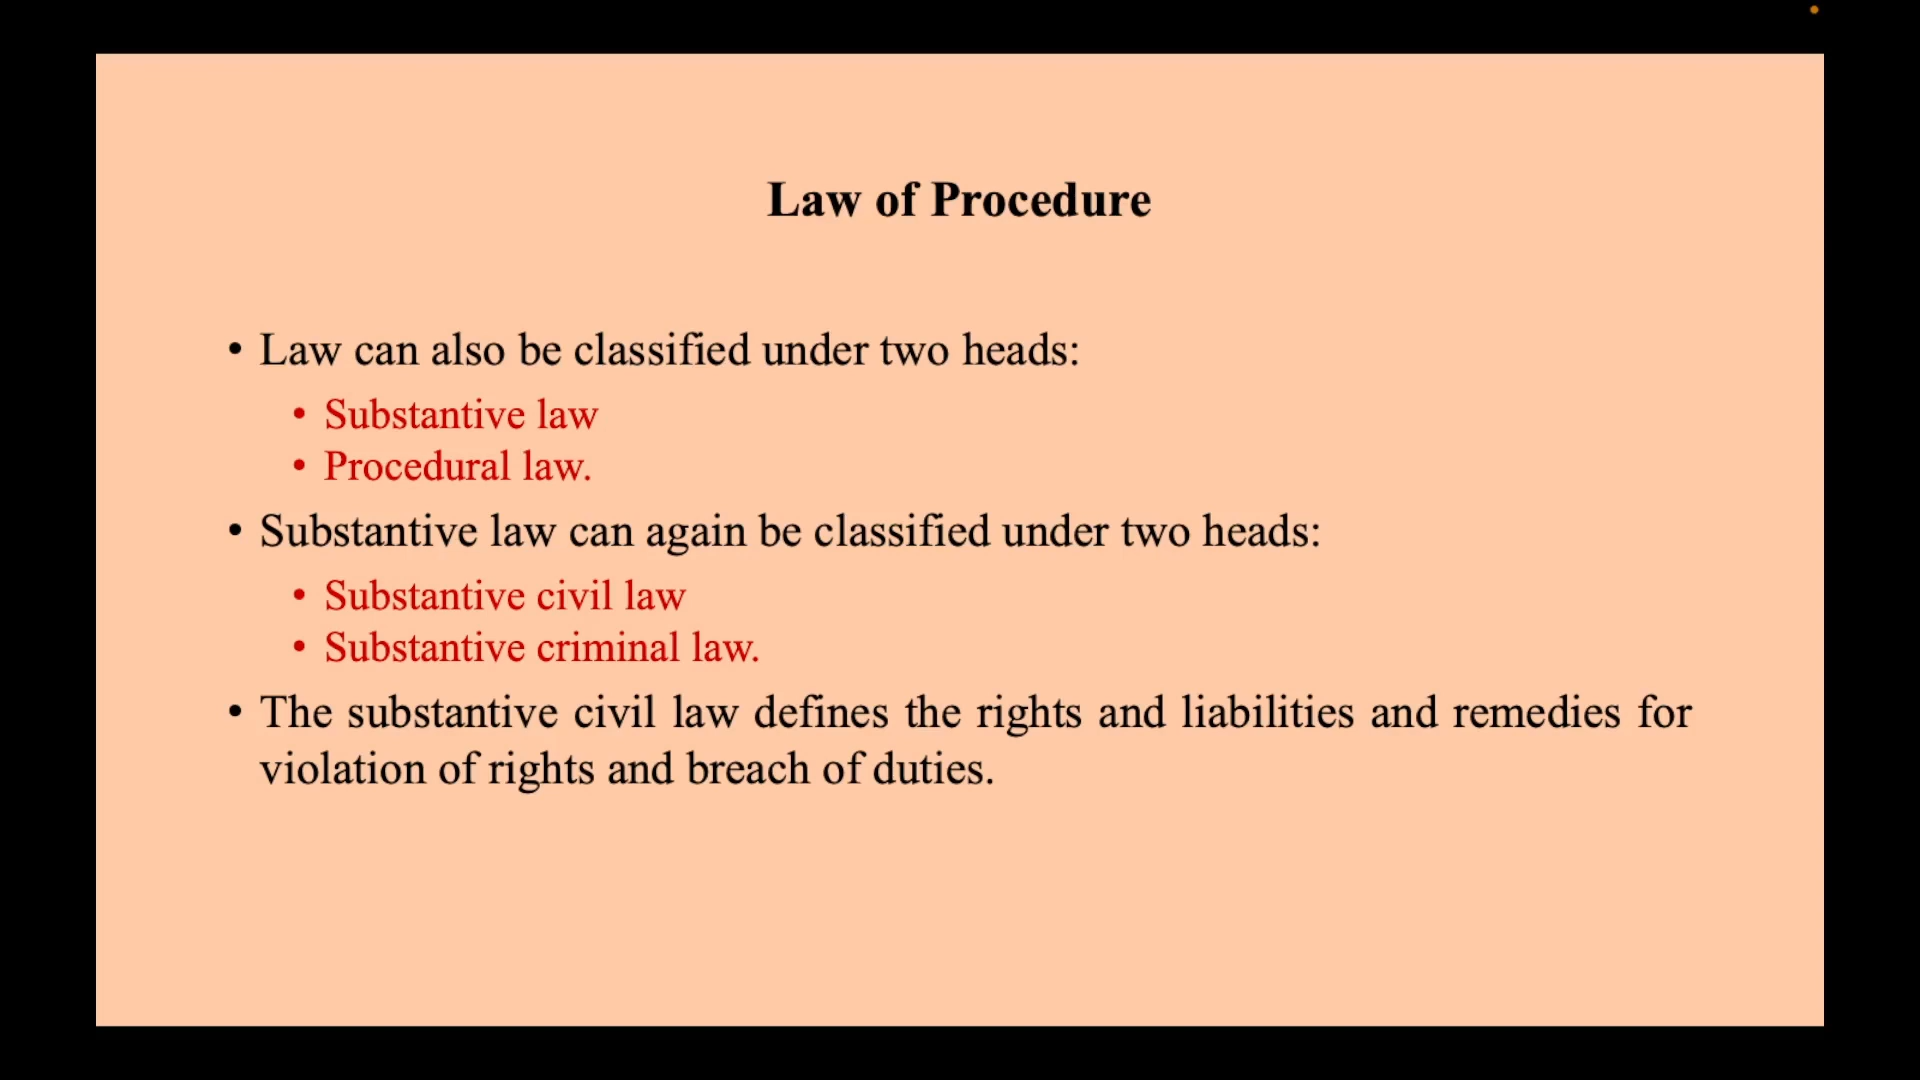 Law of Procedure
• Law can also be classified under two heads:
• Substantive law
• Procedural law.
• Substantive law can again be classified under two heads:
• Substantive civil law
• Substantive criminal law.
• The substantive civil law defines the rights and liabilities and remedies for
violation of rights and breach of duties.